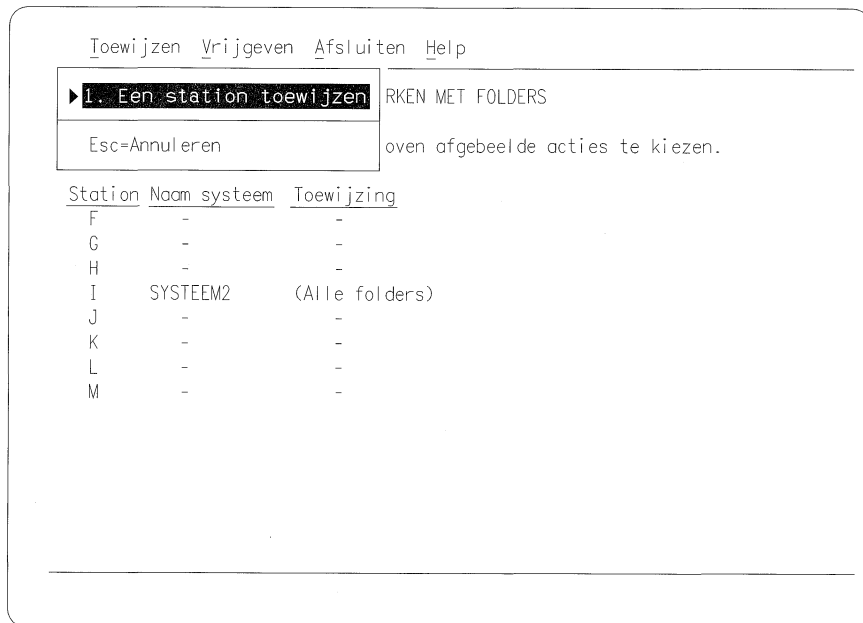 Toewijzen Vrijgeven Afsluiten Help
▶1. Een station toewijzen RKEN MET FOLDERS
Esc=Annuleren oven afgebeelde acties te kiezen.
Station Naam systeem Toewijzing
F - -
G - -
H - -
I SYSTEEM2 (Alle folders)
J - -
K - -
L - -
M - -